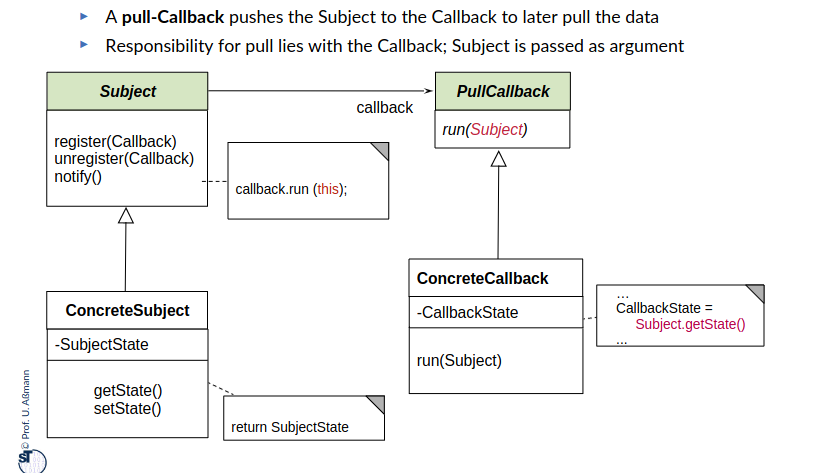 A pull-Callback pushes the Subject to the Callback to later pull the data
Responsibility for pull lies with the Callback; Subject is passed as argument
Subject
callback
PullCallback
run(Subject)
register(Callback)
unregister(Callback)
notify()
callback.run (this);
ConcreteSubject
-SubjectState
getState()
setState()
return SubjectState
ConcreteCallback
-CallbackState
run(Subject)
...
CallbackState =
Subject.getState()
...
© Prof. U. Aßmann
ST